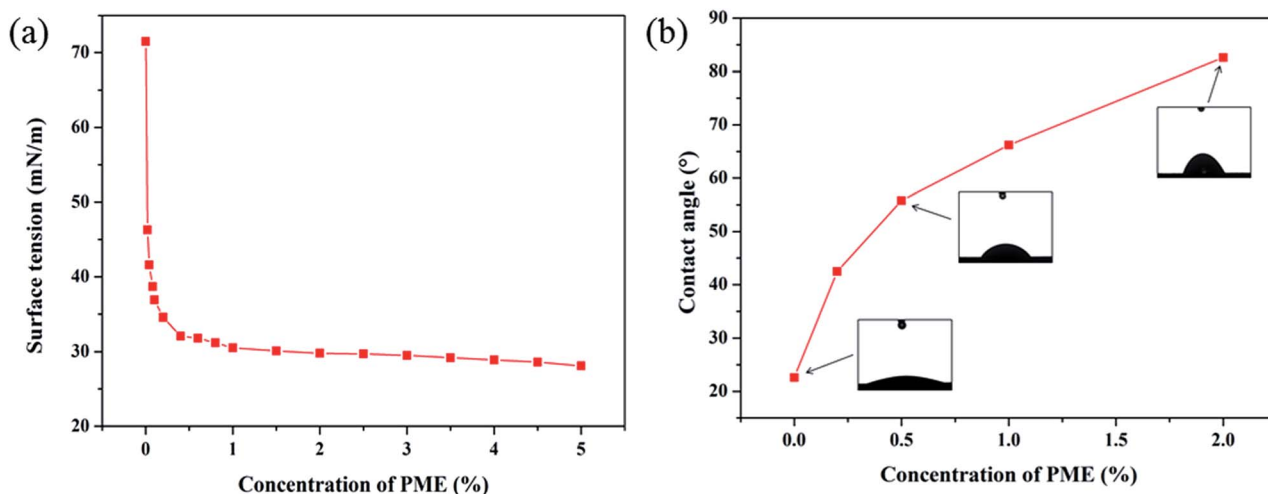 (a)
Surface tension (mN/m)
70
60
50
40
30
20
0 1 2 3 4 5
Concentration of PME (%)
(b)
Contact angle (°)
90
80
70
60
50
40
30
20
0.0 0.5 1.0 1.5 2.0
Concentration of PME (%)